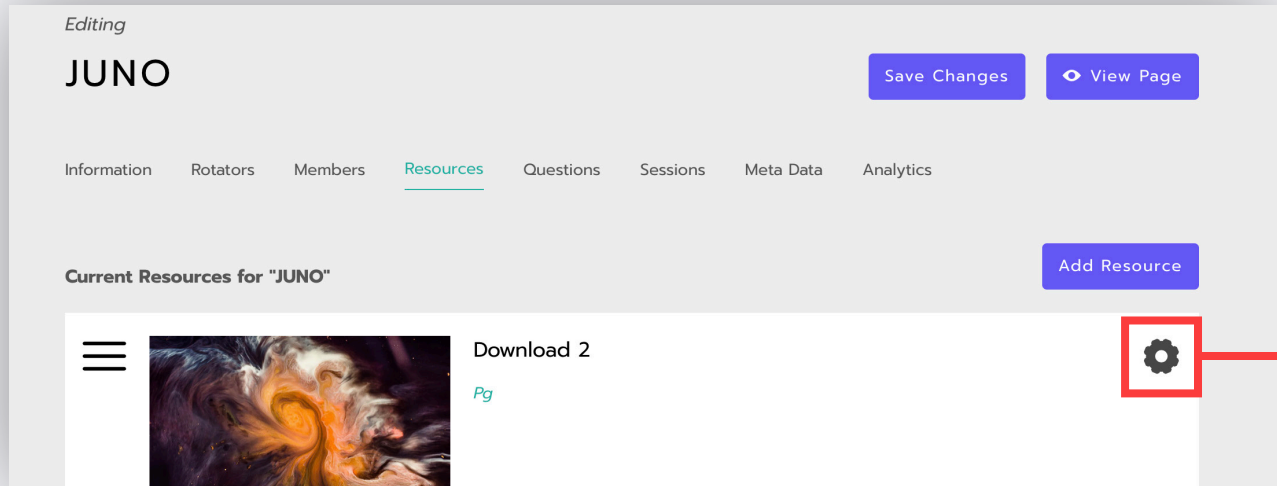 Editing
JUNO
Save Changes
View Page
Information Rotators Members Resources Questions Sessions Meta Data Analytics
Current Resources for "JUNO"
Add Resource
Download 2
Pg